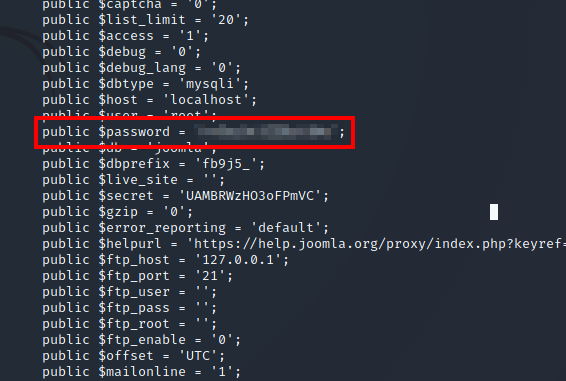 public $captcha = '0';
public $list_limit = '20';
public $access = '1';
public $debug = '0';
public $debug_lang = '0';
public $dbtype = 'mysqli';
public $host = 'localhost';
public $user = 'root';
public $password = ' ';
public $db = 'joomla';
public $dbprefix = 'fb9j5_';
public $live_site = '';
public $secret = 'UAMBRWzHO3oFPmVC';
public $gzip = '0';
public $error_reporting = 'default';
public $helpurl = 'https://help.joomla.org/proxy/index.php?keyref=
public $ftp_host = '127.0.0.1';
public $ftp_port = '21';
public $ftp_user = '';
public $ftp_pass = '';
public $ftp_root = '';
public $ftp_enable = '0';
public $offset = 'UTC';
public $mailonline = '1';